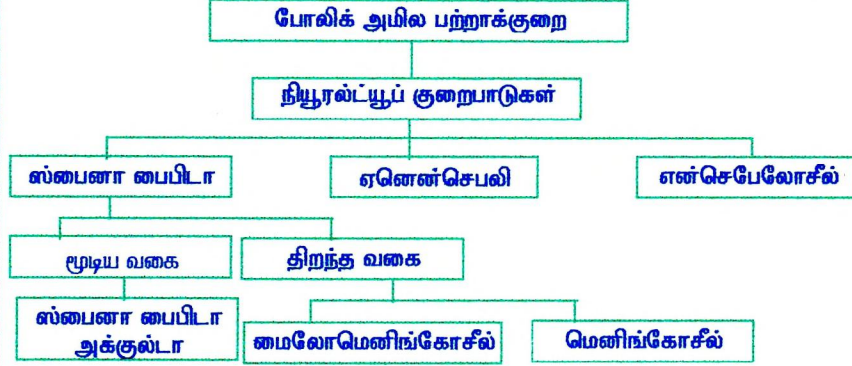 போலிக் அமில பற்றாக்குறை
நியூரல்ட்யூப் குறைபாடுகள்
ஸ்பைனா பைபிடா
ஏனென்செபலி
என்செபேலோசீல்
மூடிய வகை
திறந்த வகை
ஸ்பைனா பைபிடா
அக்குல்டா
மைலோமெனிங்கோசீல்
மெனிங்கோசீல்